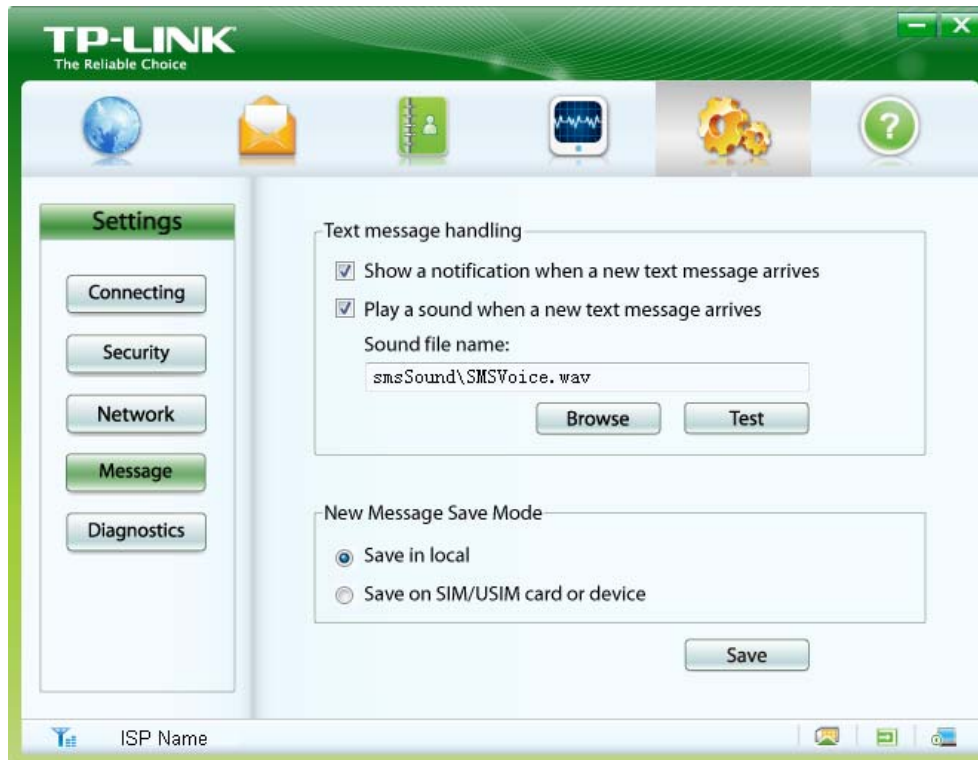 TP-LINK
The Reliable Choice
?
Settings
Connecting
Security
Network
Message
Diagnostics
Text message handling
Show a notification when a new text message arrives
Play a sound when a new text message arrives
Sound file name:
smsSound\SMSVoice.wav
Browse
Test
New Message Save Mode
Save in local
Save on SIM/USIM card or device
Save
ISP Name